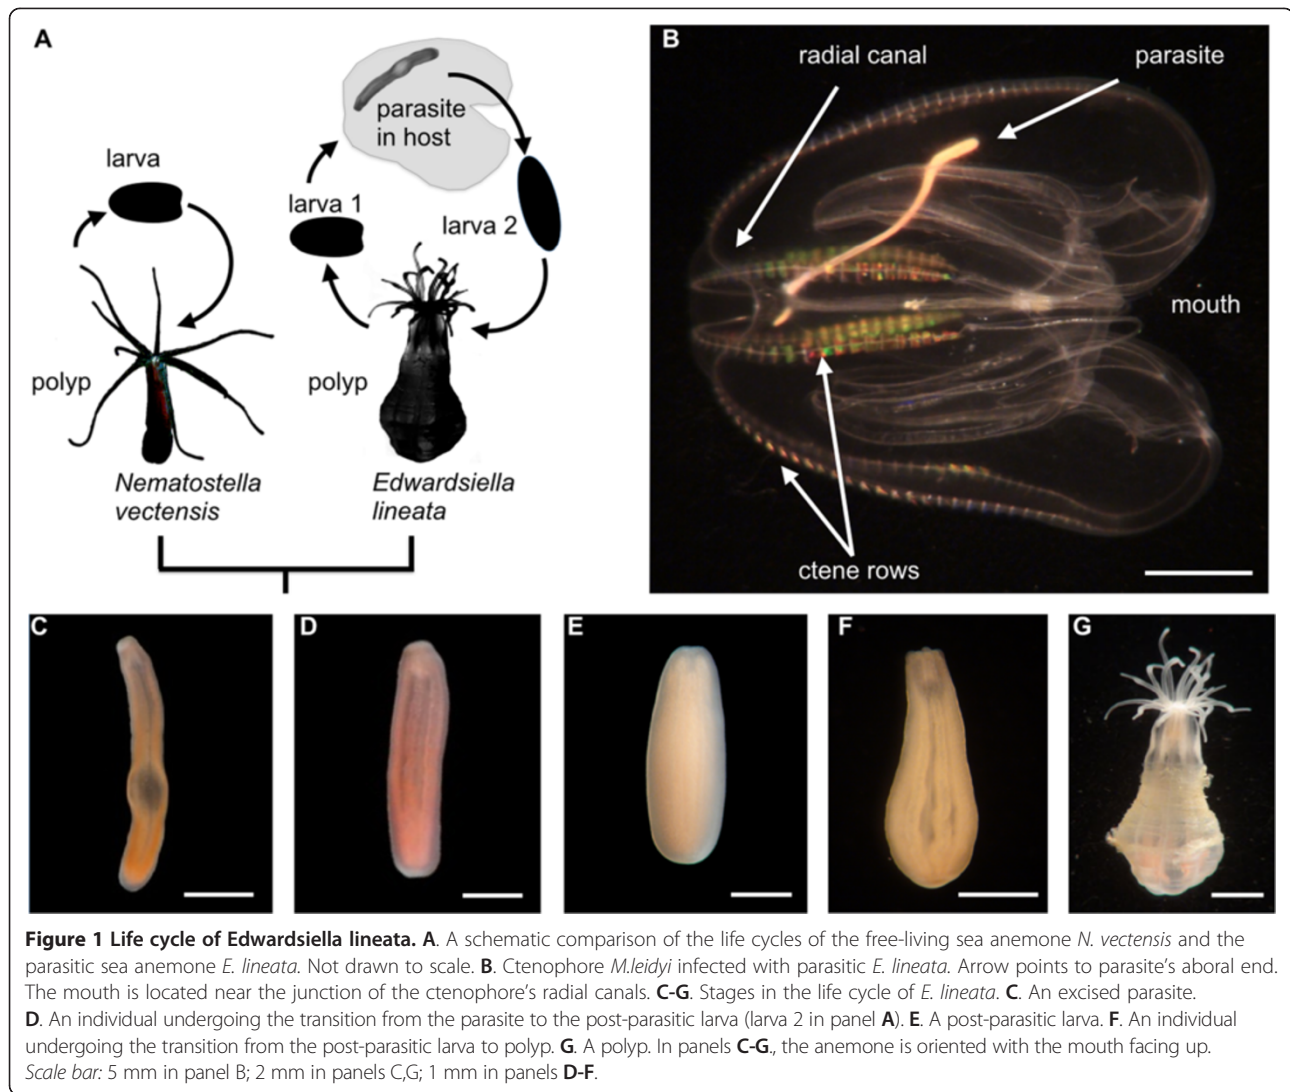 A
larva
polyp
Nematostella
vectensis
parasite
in host
larva 1
larva 2
polyp
Edwardsiella
lineata
B
radial canal
parasite
mouth
ctene rows
C
D
E
F
G
Figure 1 Life cycle of Edwardsiella lineata. A. A schematic comparison of the life cycles of the free-living sea anemone N. vectensis and the
parasitic sea anemone E. lineata. Not drawn to scale. B. Ctenophore M.leidyi infected with parasitic E. lineata. Arrow points to parasite's aboral end.
The mouth is located near the junction of the ctenophore's radial canals. C-G. Stages in the life cycle of E. lineata. C. An excised parasite.
D. An individual undergoing the transition from the parasite to the post-parasitic larva (larva 2 in panel A). E. A post-parasitic larva. F. An individual
undergoing the transition from the post-parasitic larva to polyp. G. A polyp. In panels C-G., the anemone is oriented with the mouth facing up.
Scale bar: 5 mm in panel B; 2 mm in panels C,G; 1 mm in panels D-F.